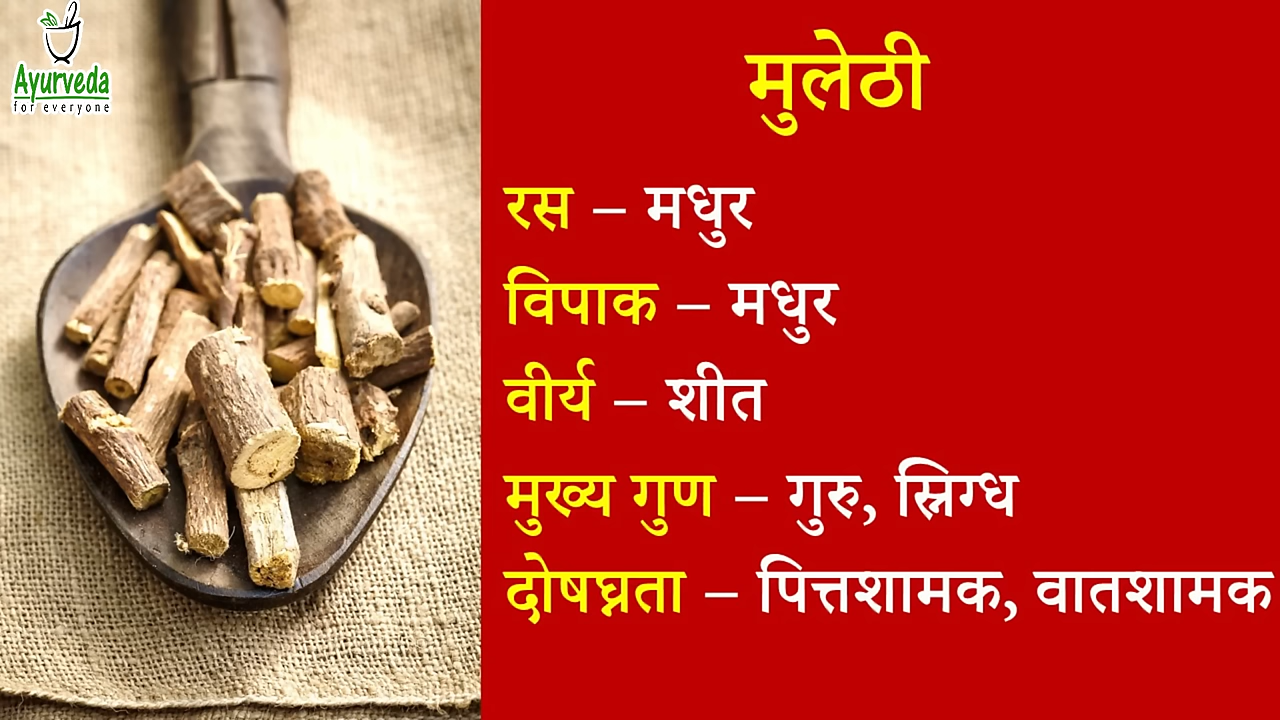 Ayurveda
for everyone
मुलेठी
रस – मधुर
विपाक – मधुर
वीर्य – शीत
मुख्य गुण – गुरु, स्निग्ध
दोषघ्नता – पित्तशामक, वातशामक